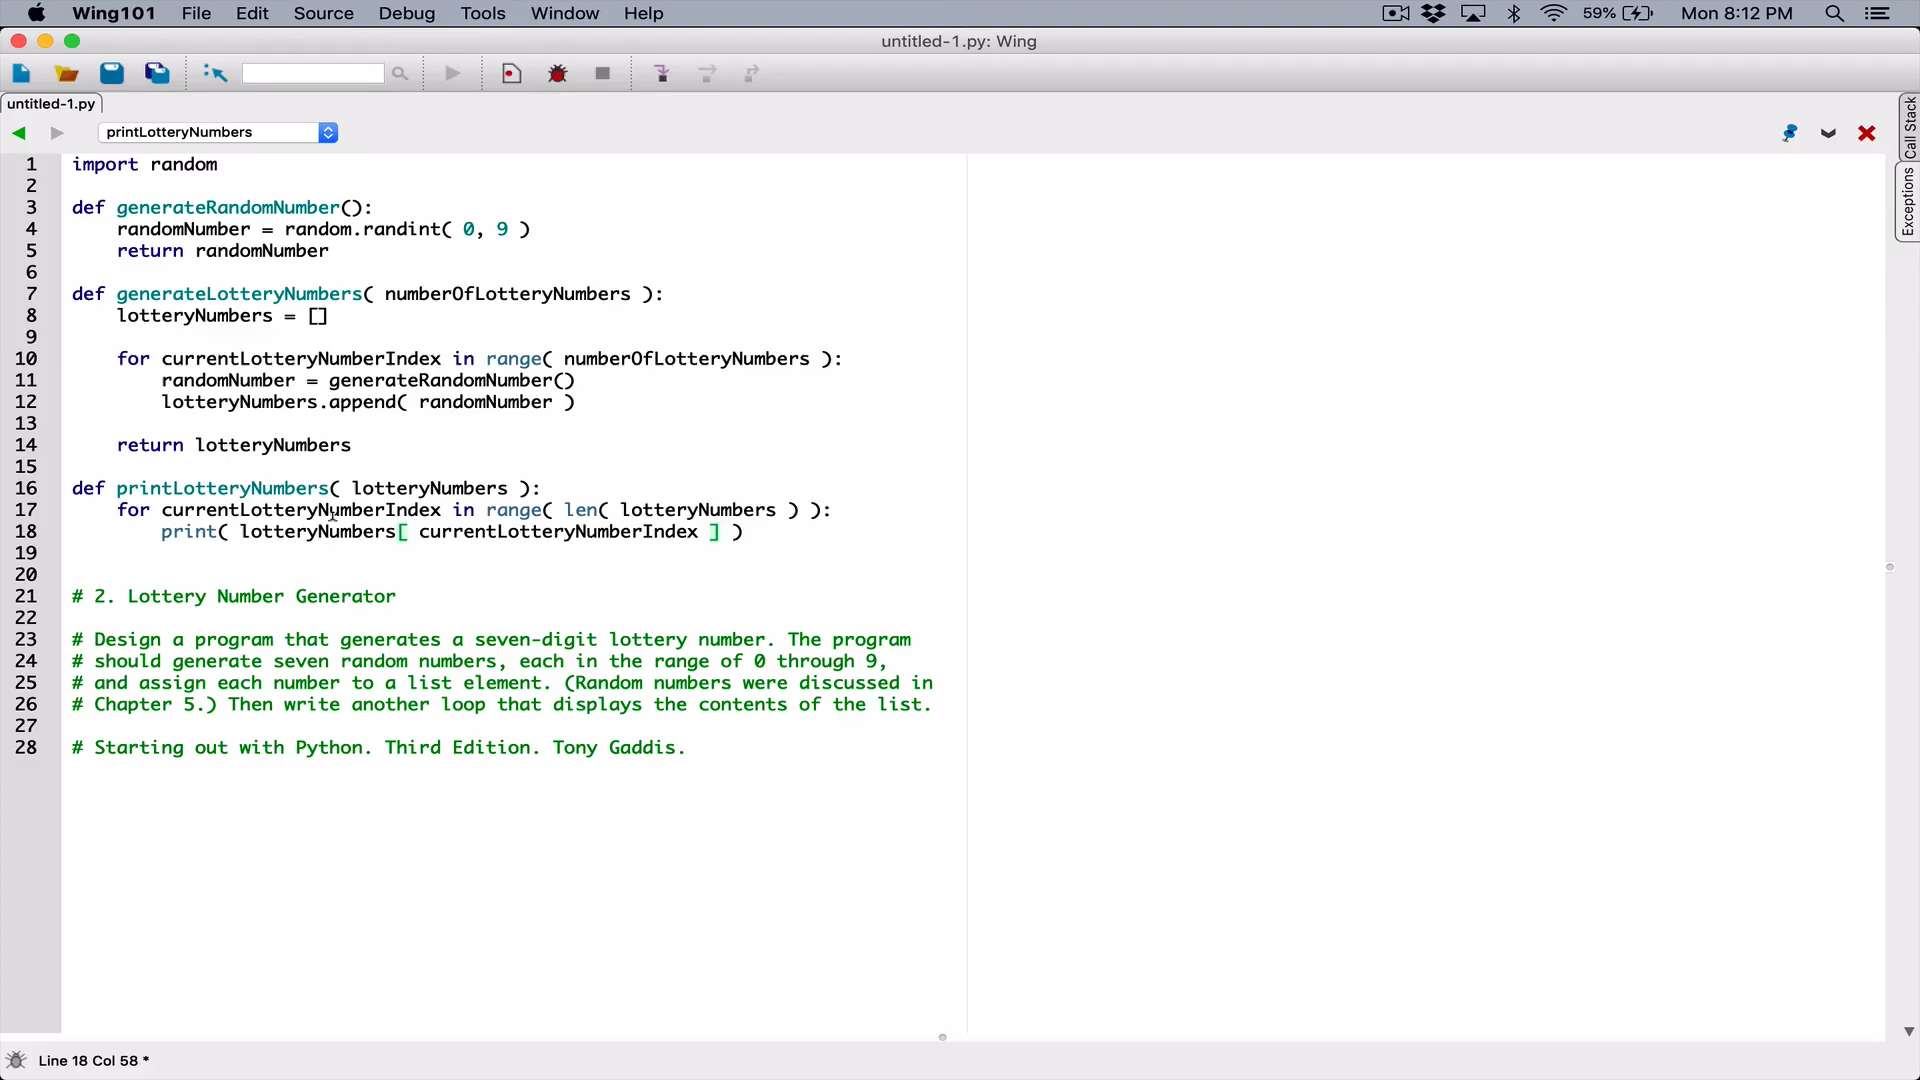 Wing101 File Edit Source Debug Tools Window Help 59% Mon 8:12 PM
untitled-1.py: Wing
untitled-1.py
printLotteryNumbers
Call Stack
Exceptions
1 import random
2
3 def generateRandomNumber():
4 randomNumber = random.randint( 0, 9 )
5 return randomNumber
6
7 def generateLotteryNumbers( numberOfLotteryNumbers ):
8 lotteryNumbers = []
9
10 for currentLotteryNumberIndex in range( numberOfLotteryNumbers ):
11 randomNumber = generateRandomNumber()
12 lotteryNumbers.append( randomNumber )
13
14 return lotteryNumbers
15
16 def printLotteryNumbers( lotteryNumbers ):
17 for currentLotteryNumberIndex in range( len( lotteryNumbers ) ):
18 print( lotteryNumbers[ currentLotteryNumberIndex ] )
19
20
21 # 2. Lottery Number Generator
22
23 # Design a program that generates a seven-digit lottery number. The program
24 # should generate seven random numbers, each in the range of 0 through 9,
25 # and assign each number to a list element. (Random numbers were discussed in
26 # Chapter 5.) Then write another loop that displays the contents of the list.
27
28 # Starting out with Python. Third Edition. Tony Gaddis.
Line 18 Col 58 *